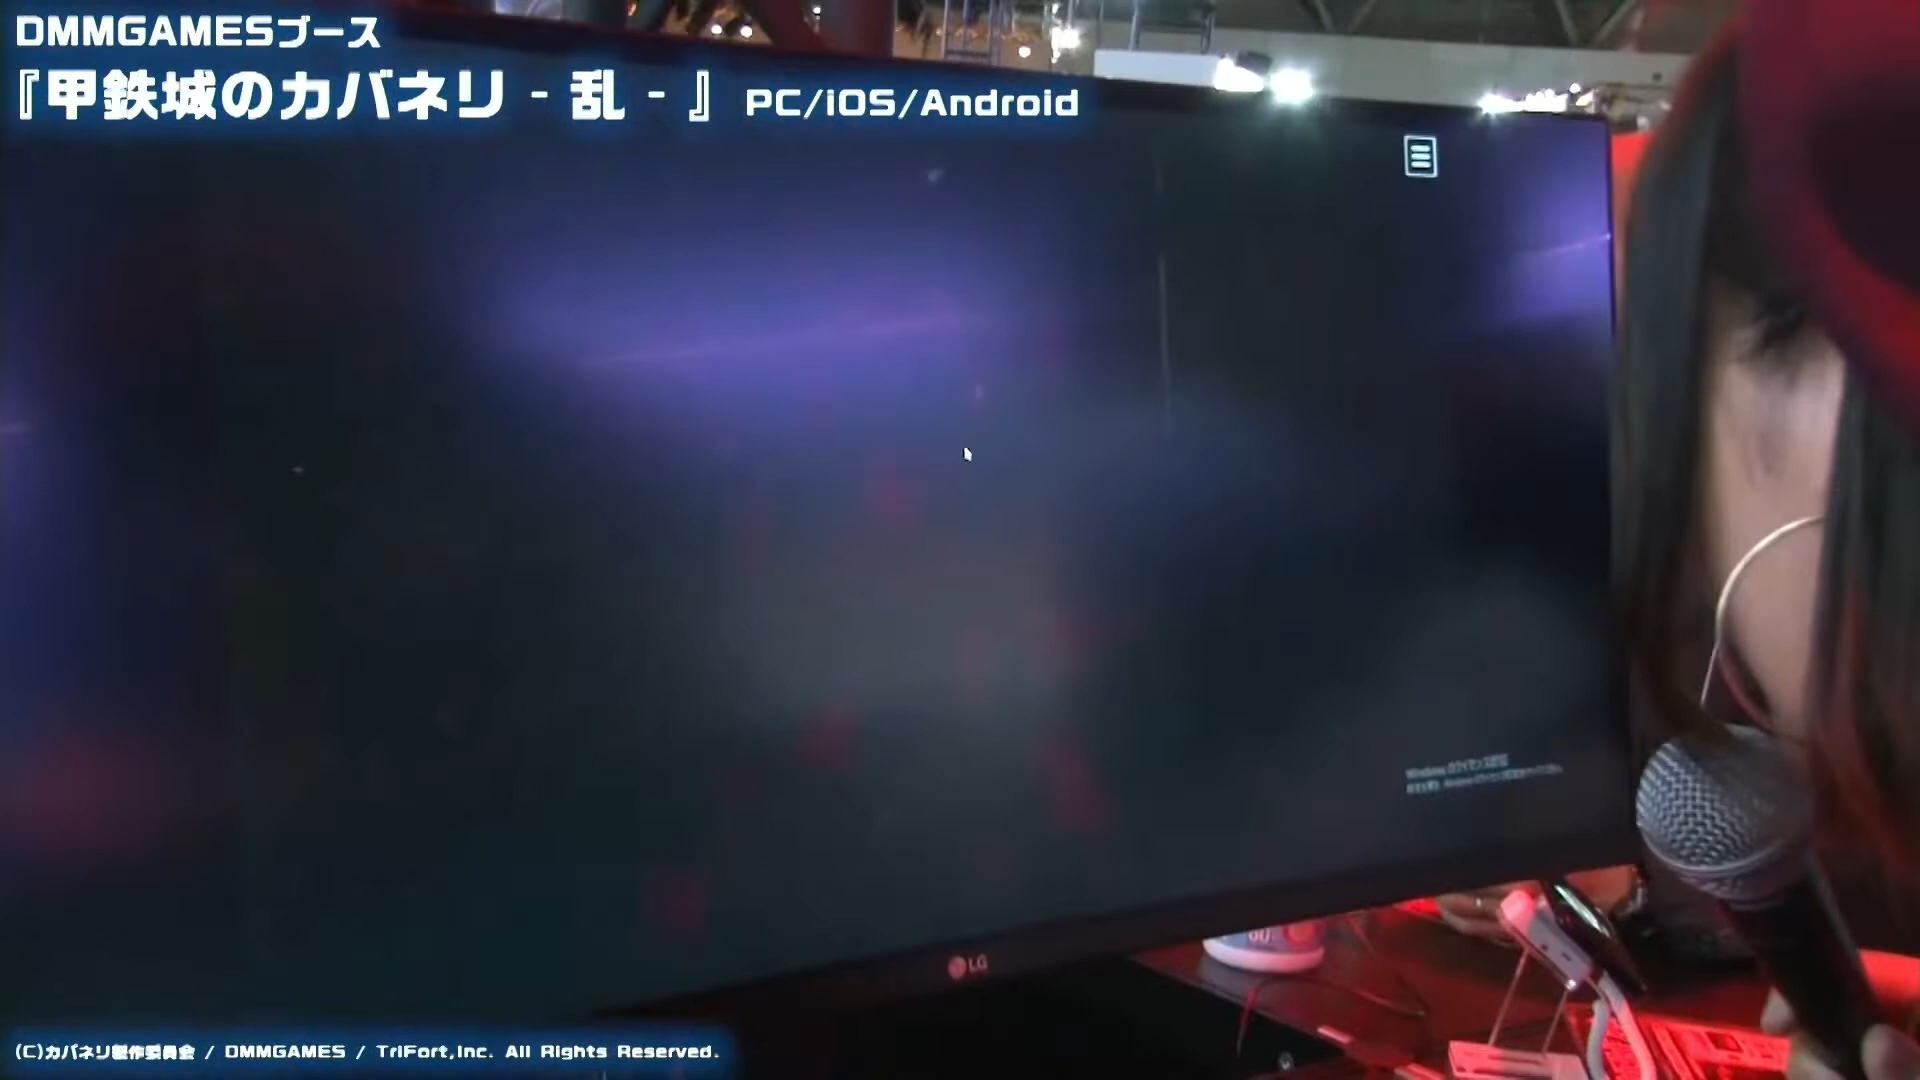 DMMGAMESブース
『甲鉄城のカバネリ - 乱 - 』 PC/iOS/Android
LG
(C)カバネリ製作委員会 / DMMGAMES / TriFort,Inc. All Rights Reserved.